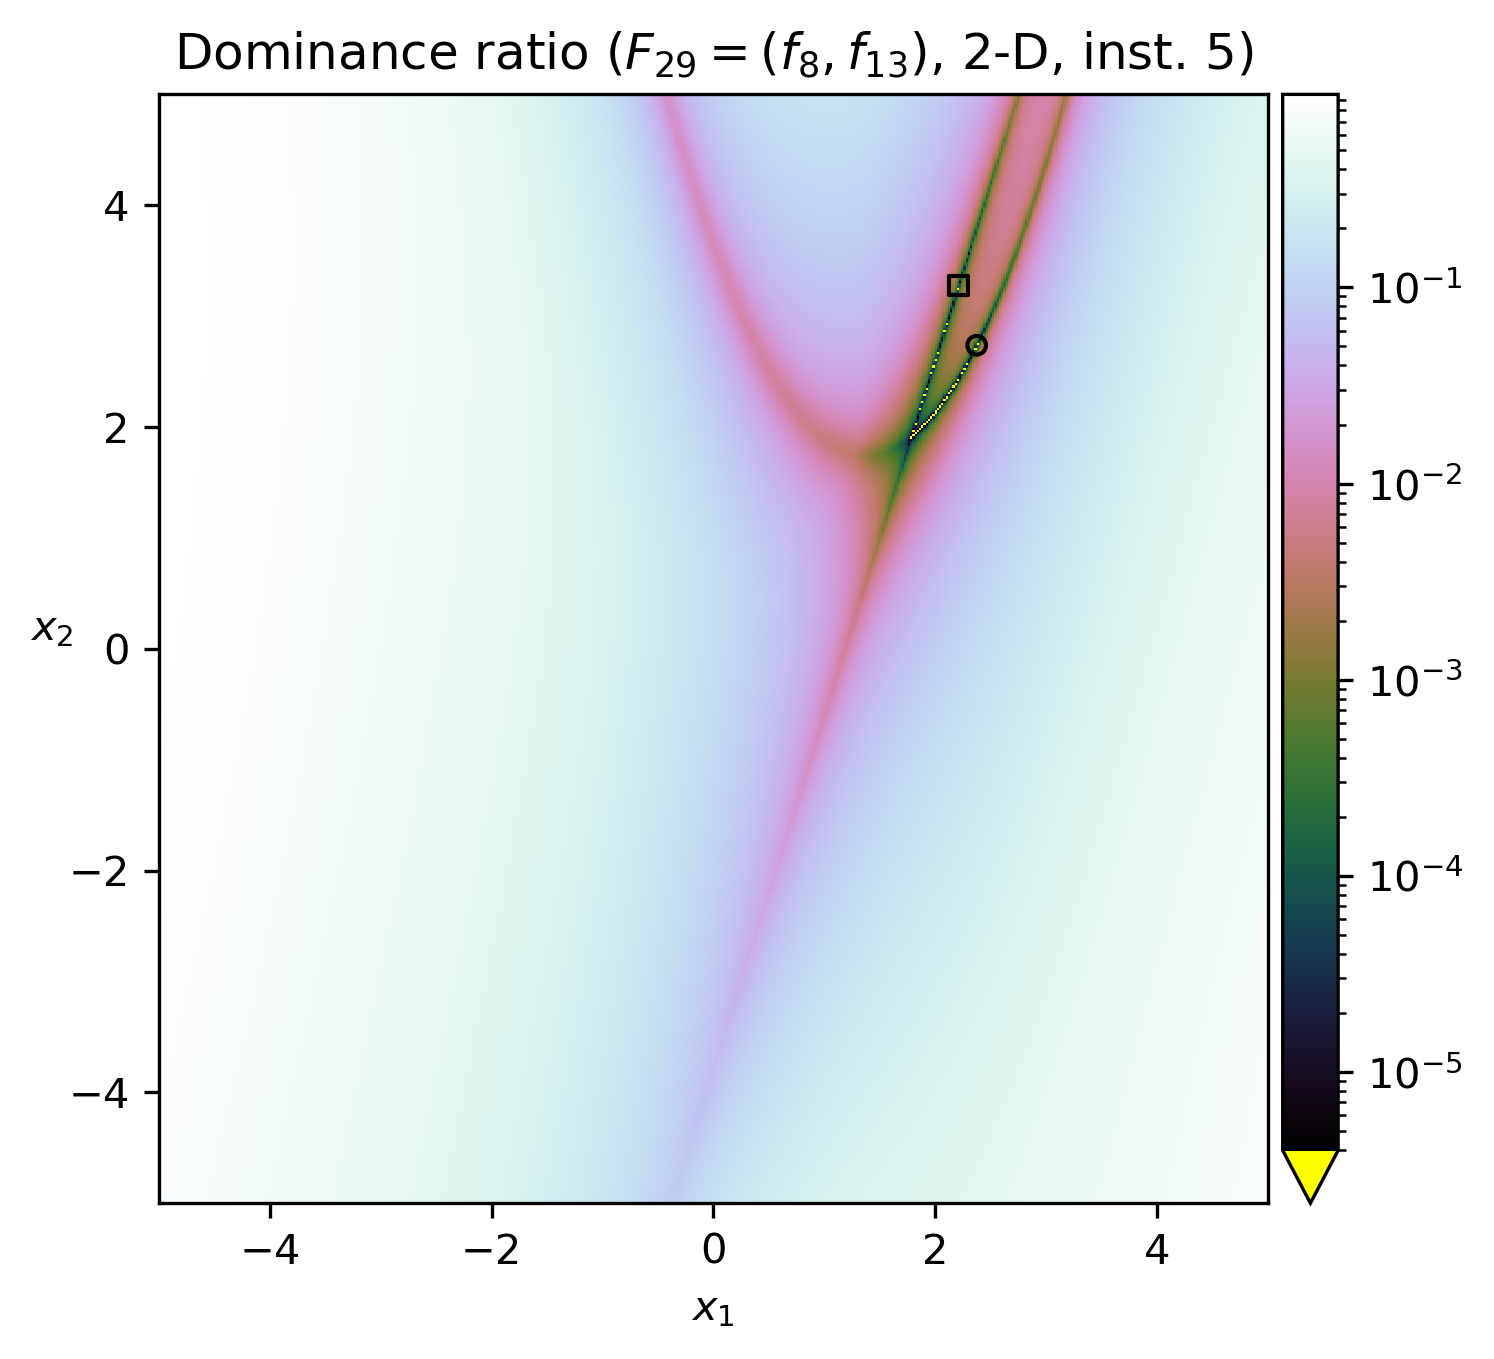 Dominance ratio (F₂₉ = (f₈, f₁₃), 2-D, inst. 5)
4
2
0
−2
−4
x₂
−4 −2 0 2 4
x₁
10⁻¹
10⁻²
10⁻³
10⁻⁴
10⁻⁵